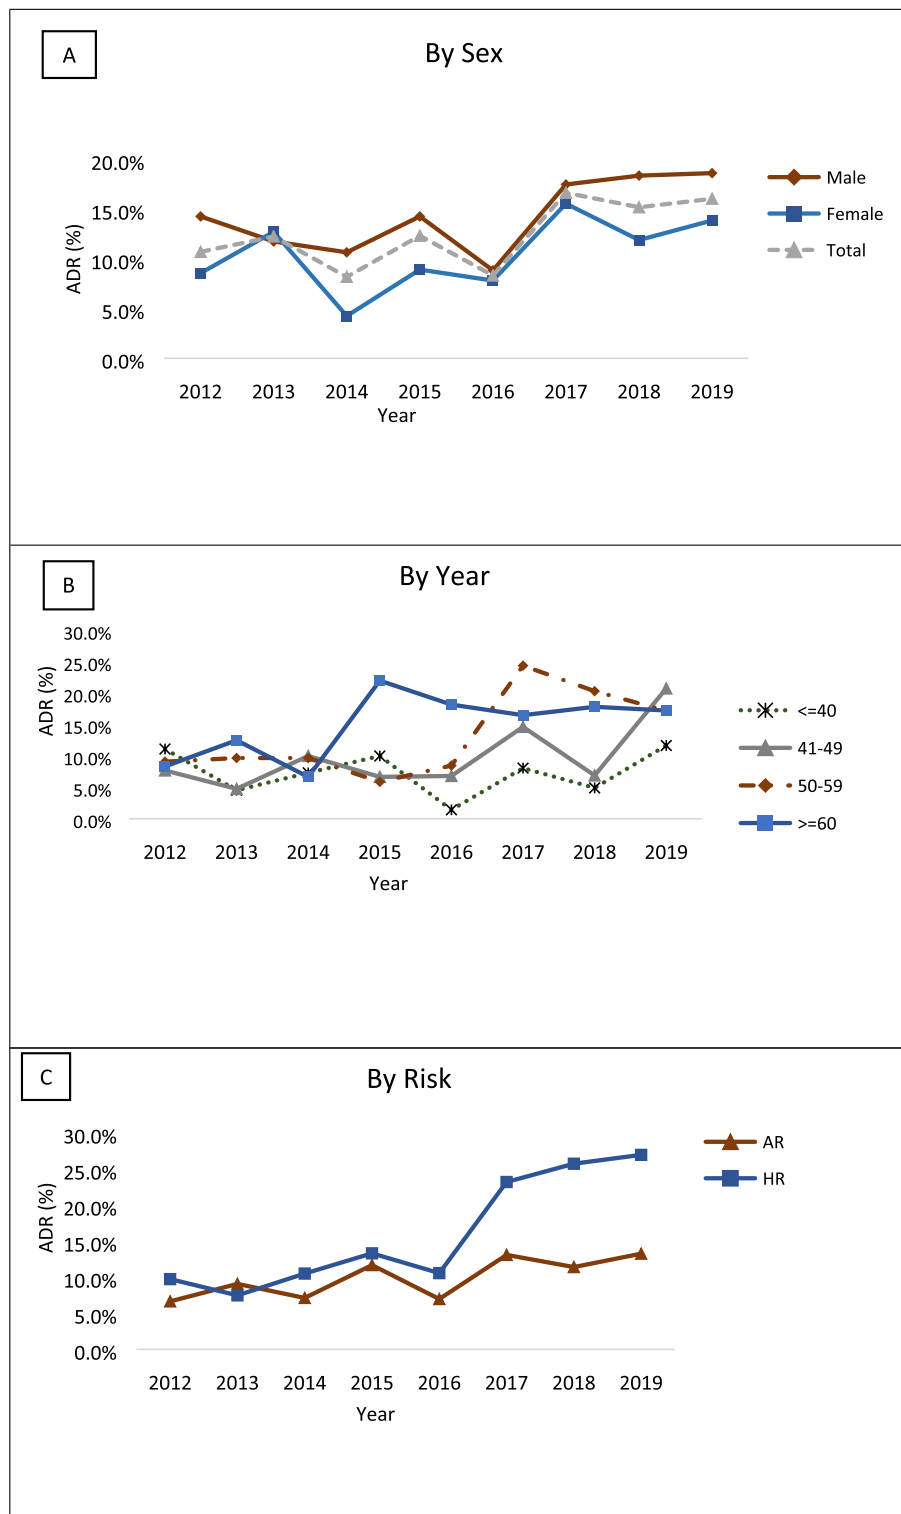 A
By Sex
20.0%
15.0%
10.0%
5.0%
0.0%
ADR (%)
2012 2013 2014 2015 2016 2017 2018 2019
Year
Male
Female
Total
B
By Year
30.0%
25.0%
20.0%
15.0%
10.0%
5.0%
0.0%
ADR (%)
2012 2013 2014 2015 2016 2017 2018 2019
Year
<=40
41-49
50-59
>=60
C
By Risk
30.0%
25.0%
20.0%
15.0%
10.0%
5.0%
0.0%
ADR (%)
2012 2013 2014 2015 2016 2017 2018 2019
Year
AR
HR